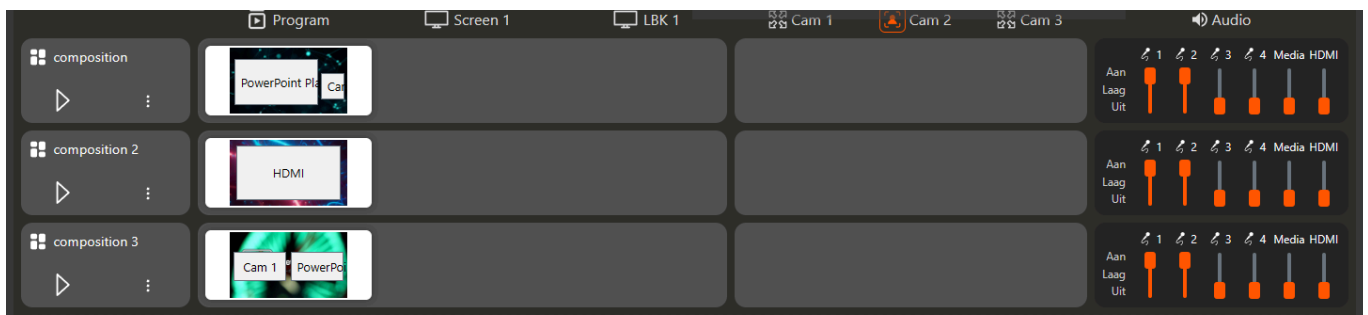 Program Screen 1 LBK 1 Cam 1 Cam 2 Cam 3 Audio
composition
PowerPoint Pla
Cam
1 2 3 4 Media HDMI
Aan
Laag
Uit
composition 2
HDMI
1 2 3 4 Media HDMI
Aan
Laag
Uit
composition 3
Cam 1 PowerPoi
1 2 3 4 Media HDMI
Aan
Laag
Uit